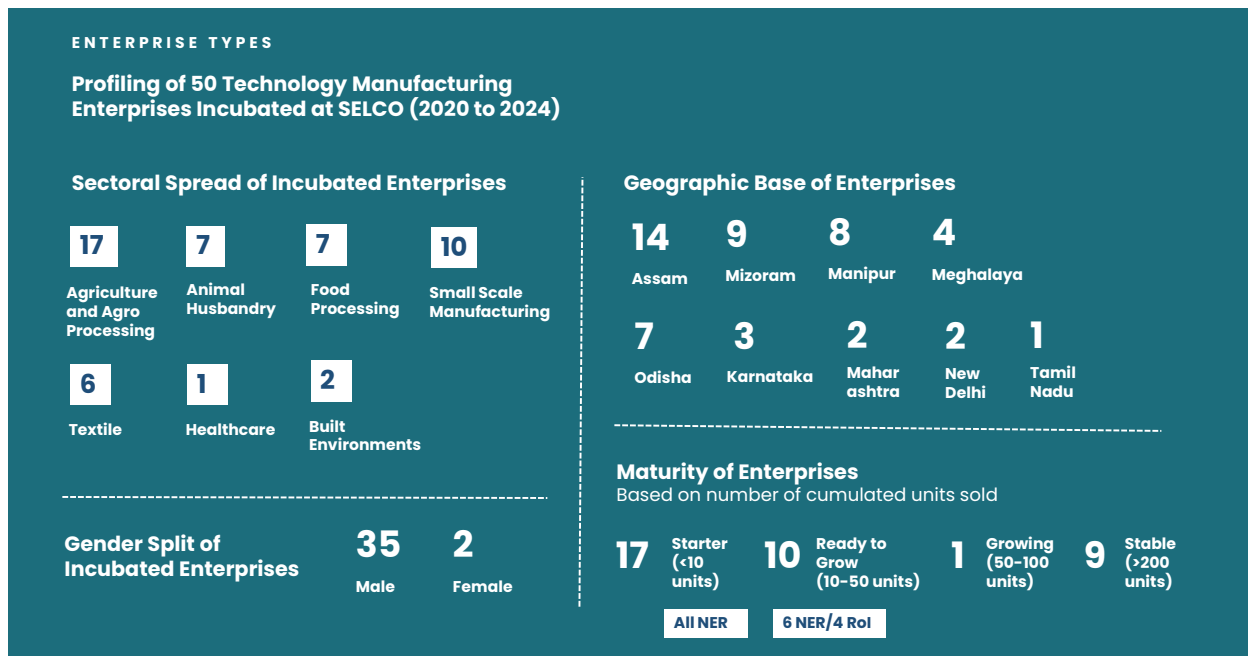 ENTERPRISE TYPES
Profiling of 50 Technology Manufacturing
Enterprises Incubated at SELCO (2020 to 2024)
Sectoral Spread of Incubated Enterprises
17
Agriculture
and Agro
Processing
7
Animal
Husbandry
7
Food
Processing
10
Small Scale
Manufacturing
6
Textile
1
Healthcare
2
Built
Environments
Gender Split of
Incubated Enterprises
35
Male
2
Female
Geographic Base of Enterprises
14
Assam
9
Mizoram
8
Manipur
4
Meghalaya
7
Odisha
3
Karnataka
2
Mahar
ashtra
2
New
Delhi
1
Tamil
Nadu
Maturity of Enterprises
Based on number of cumulated units sold
17
Starter
(<10
units)
All NER
10
Ready to
Grow
(10-50 units)
6 NER/4 RoI
1
Growing
(50-100
units)
9
Stable
(>200
units)